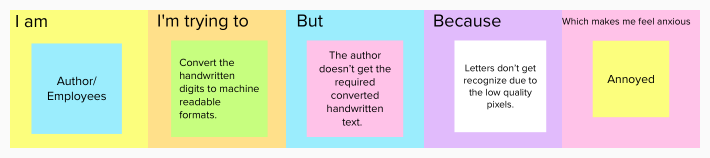 I am
Author/
Employees
I'm trying to
Convert the
handwritten
digits to machine
readable
formats.
But
The author
doesn't get the
required
converted
handwritten
text.
Because
Letters don't get
recognize due to
the low quality
pixels.
Which makes me feel anxious
Annoyed